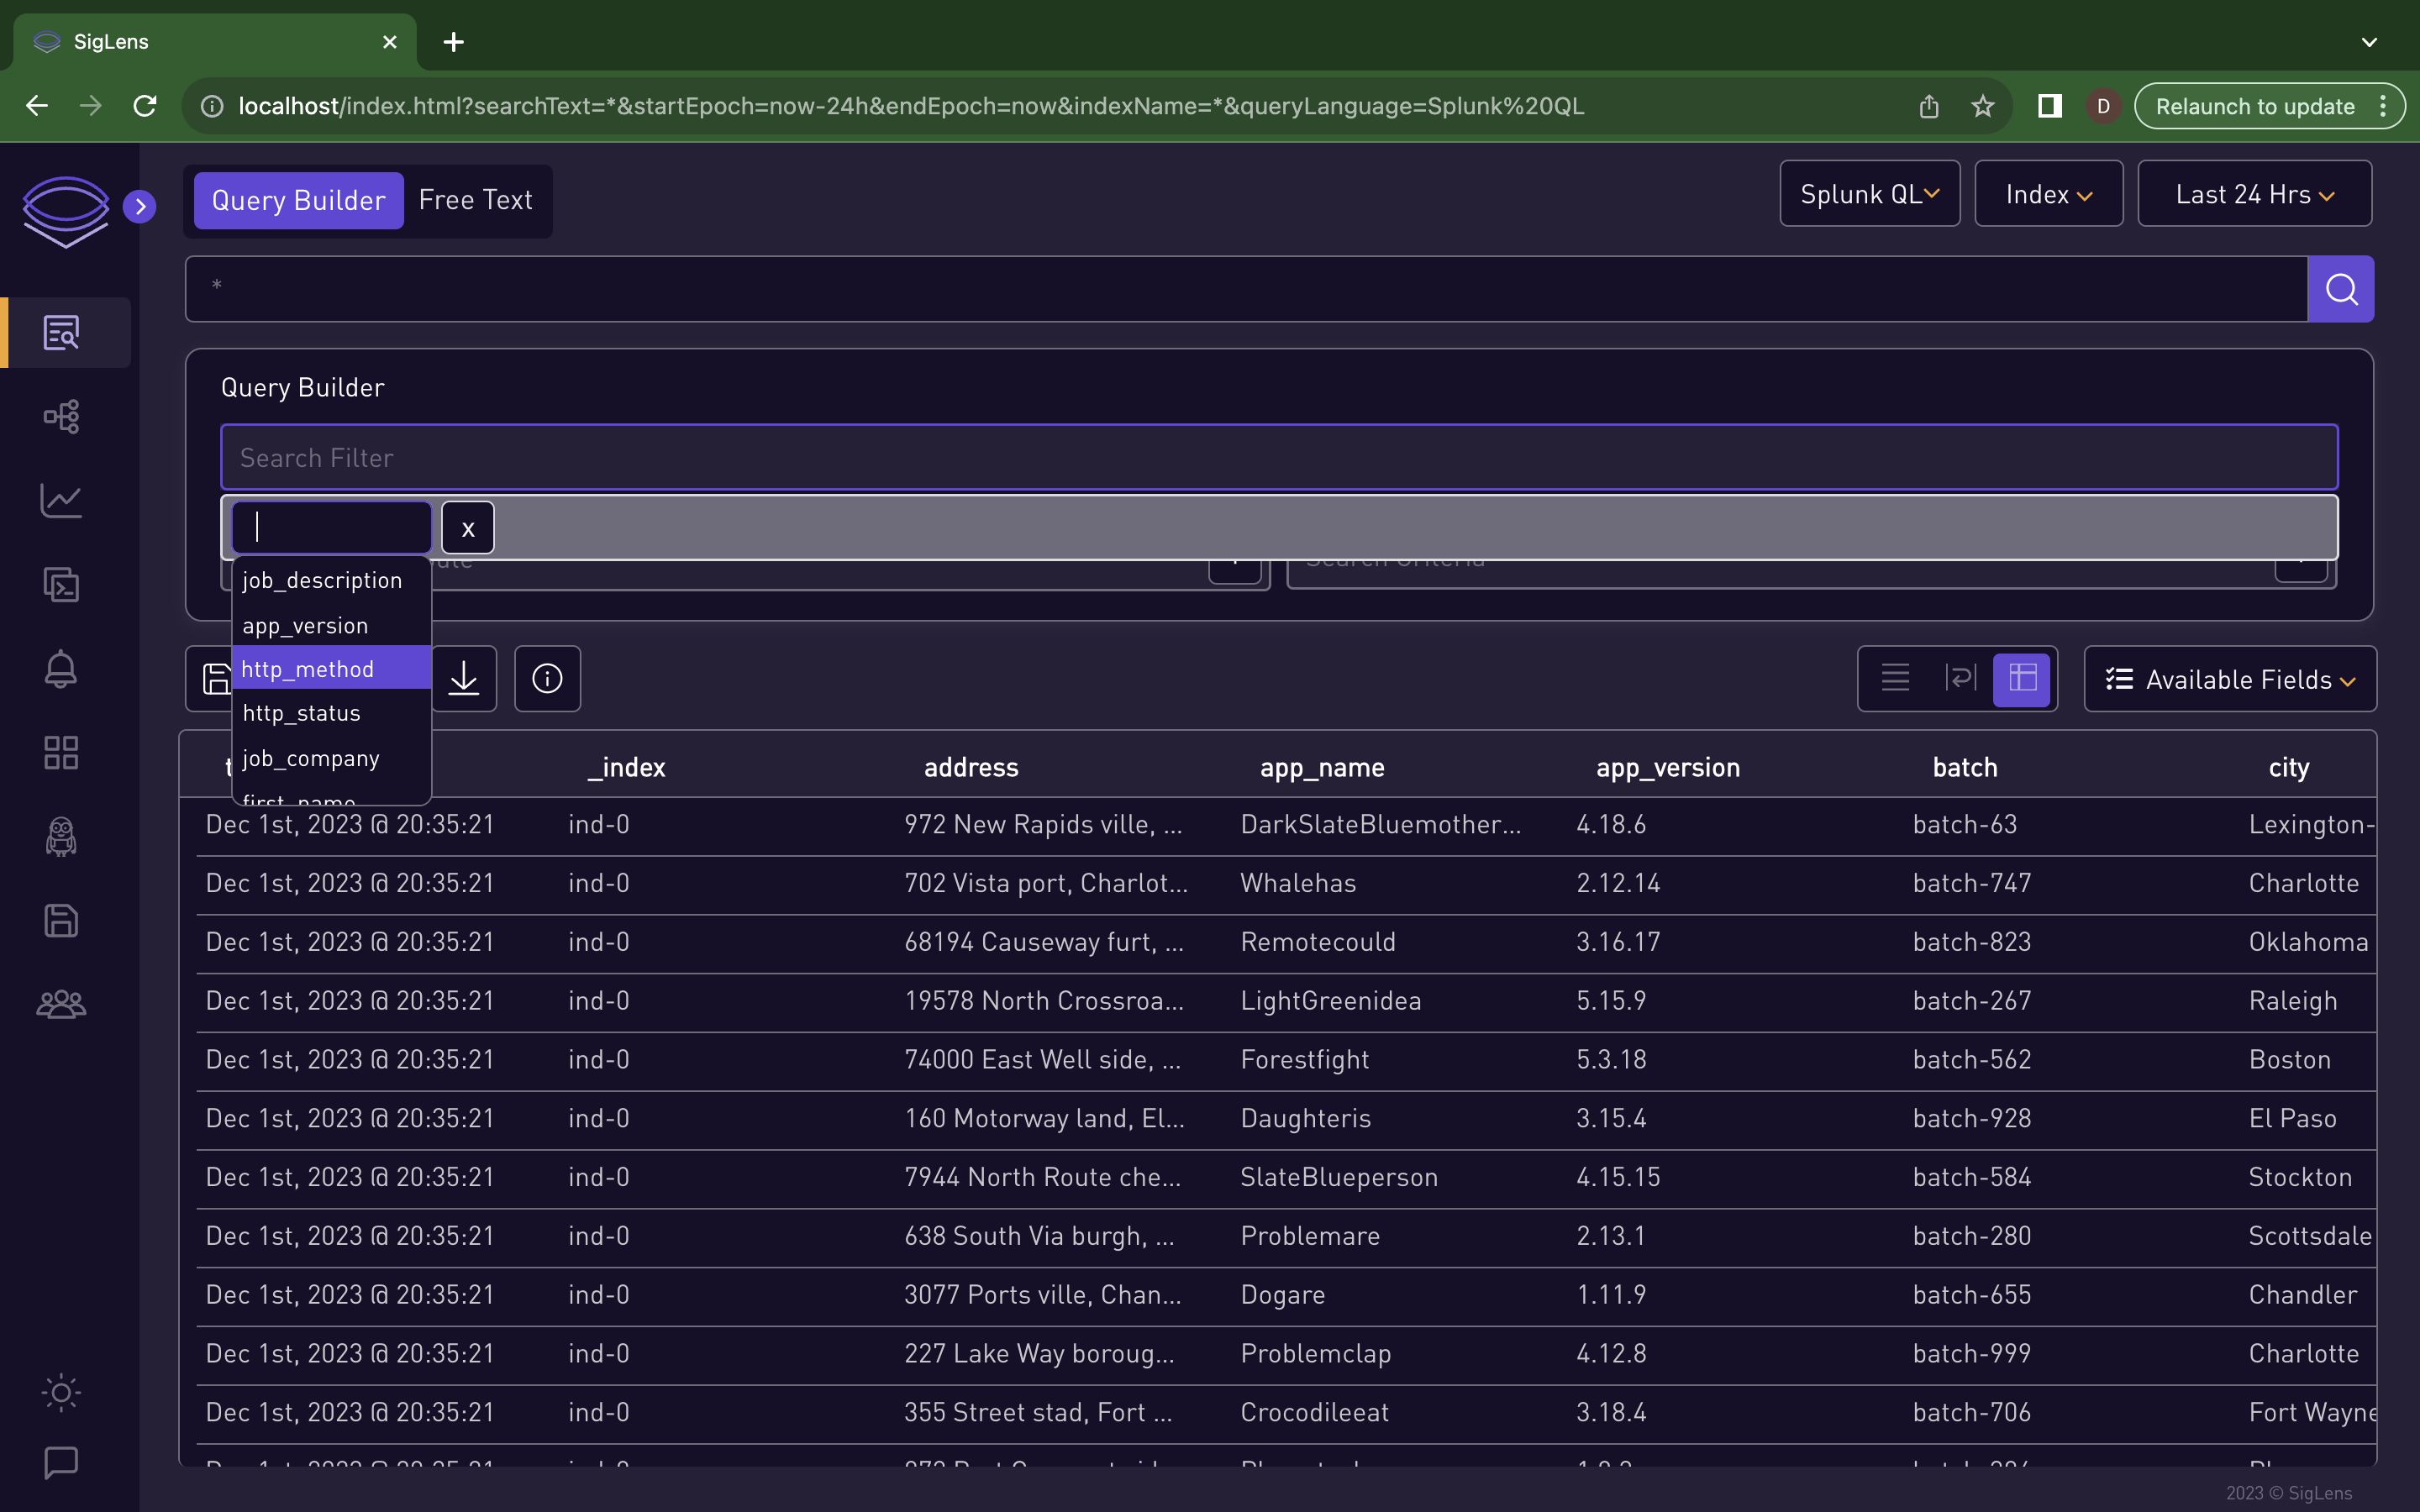 SigLens
localhost/index.html?searchText=*&startEpoch=now-24h&endEpoch=now&indexName=*&queryLanguage=Splunk%20QL
D
Relaunch to update
Query Builder
Free Text
Splunk QL
Index
Last 24 Hrs
*
Query Builder
Search Filter
x
Search Criteria
job_description
app_version
http_method
http_status
job_company
first_name
Available Fields
_index address app_name app_version batch city
Dec 1st, 2023 @ 20:35:21 ind-0 972 New Rapids ville, ... DarkSlateBluemother... 4.18.6 batch-63 Lexington-
Dec 1st, 2023 @ 20:35:21 ind-0 702 Vista port, Charlot... Whalehas 2.12.14 batch-747 Charlotte
Dec 1st, 2023 @ 20:35:21 ind-0 68194 Causeway furt, ... Remotecould 3.16.17 batch-823 Oklahoma
Dec 1st, 2023 @ 20:35:21 ind-0 19578 North Crossroa... LightGreenidea 5.15.9 batch-267 Raleigh
Dec 1st, 2023 @ 20:35:21 ind-0 74000 East Well side, ... Forestfight 5.3.18 batch-562 Boston
Dec 1st, 2023 @ 20:35:21 ind-0 160 Motorway land, El... Daughteris 3.15.4 batch-928 El Paso
Dec 1st, 2023 @ 20:35:21 ind-0 7944 North Route che... SlateBlueperson 4.15.15 batch-584 Stockton
Dec 1st, 2023 @ 20:35:21 ind-0 638 South Via burgh, ... Problemare 2.13.1 batch-280 Scottsdale
Dec 1st, 2023 @ 20:35:21 ind-0 3077 Ports ville, Chan... Dogare 1.11.9 batch-655 Chandler
Dec 1st, 2023 @ 20:35:21 ind-0 227 Lake Way boroug... Problemclap 4.12.8 batch-999 Charlotte
Dec 1st, 2023 @ 20:35:21 ind-0 355 Street stad, Fort ... Crocodileeat 3.18.4 batch-706 Fort Wayne
2023 © SigLens